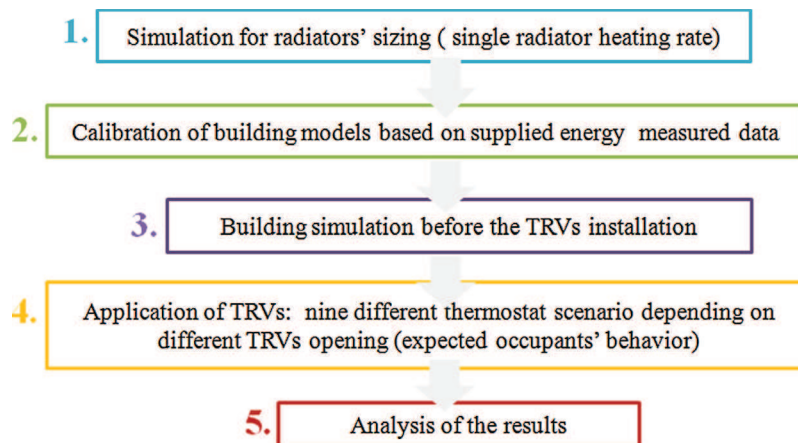 1. Simulation for radiators’ sizing ( single radiator heating rate)
2. Calibration of building models based on supplied energy measured data
3. Building simulation before the TRVs installation
4. Application of TRVs: nine different thermostat scenario depending on
different TRVs opening (expected occupants’ behavior)
5. Analysis of the results